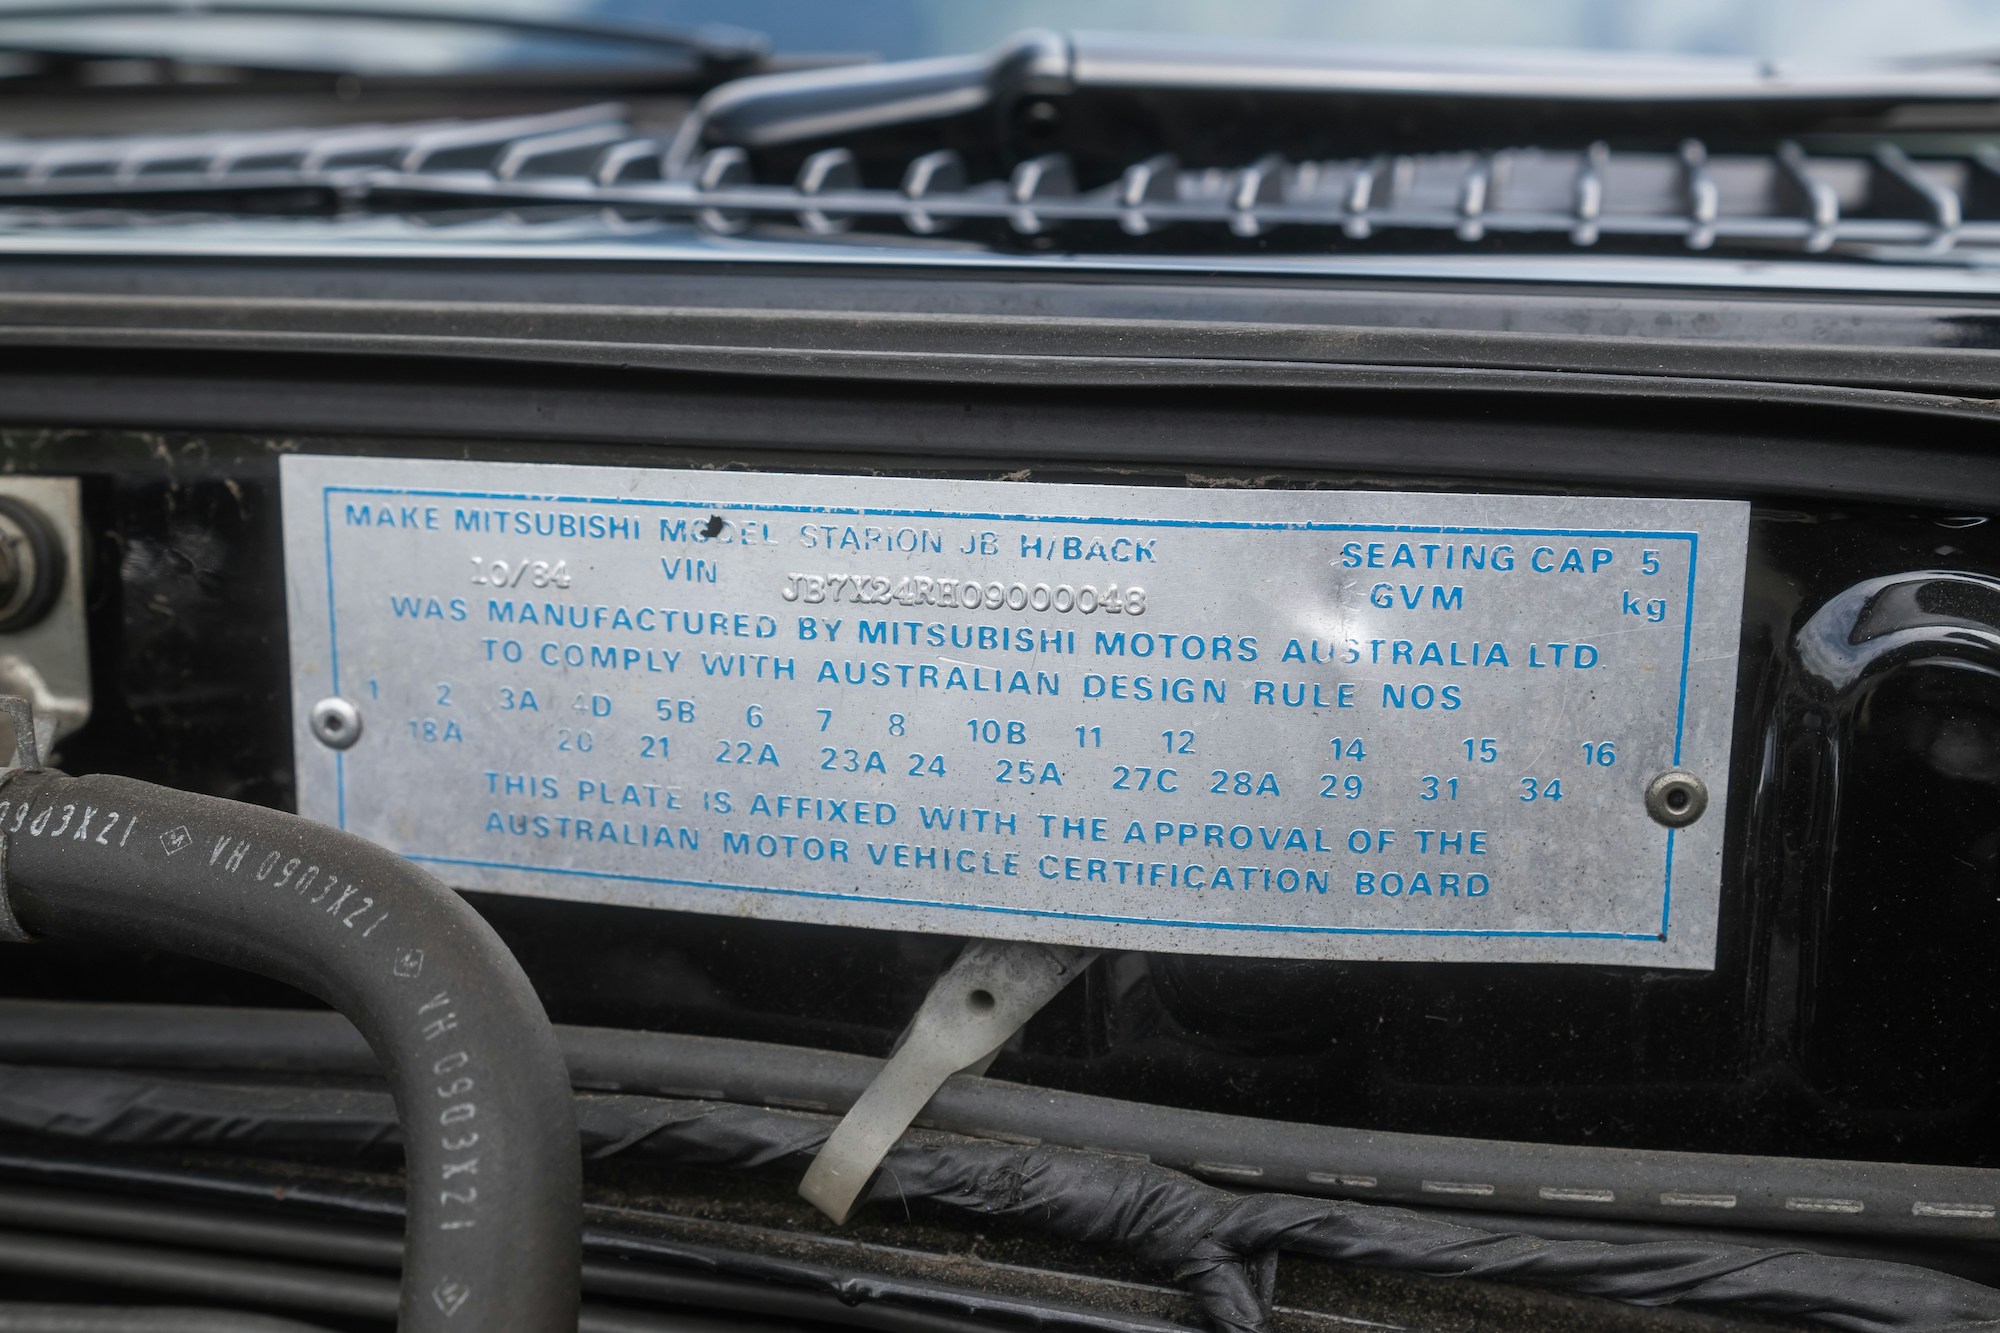 MAKE MITSUBISHI MODEL STARION JB H/BACK SEATING CAP 5
10/84 VIN JB7X24RH09000048 GVM kg
WAS MANUFACTURED BY MITSUBISHI MOTORS AUSTRALIA LTD.
TO COMPLY WITH AUSTRALIAN DESIGN RULE NOS
1 2 3A 4D 5B 6 7 8 10B 11 12 14 15 16
18A 20 21 22A 23A 24 25A 27C 28A 29 31 34
THIS PLATE IS AFFIXED WITH THE APPROVAL OF THE
AUSTRALIAN MOTOR VEHICLE CERTIFICATION BOARD
0903X21 VH 0903X21 VH 0903X21